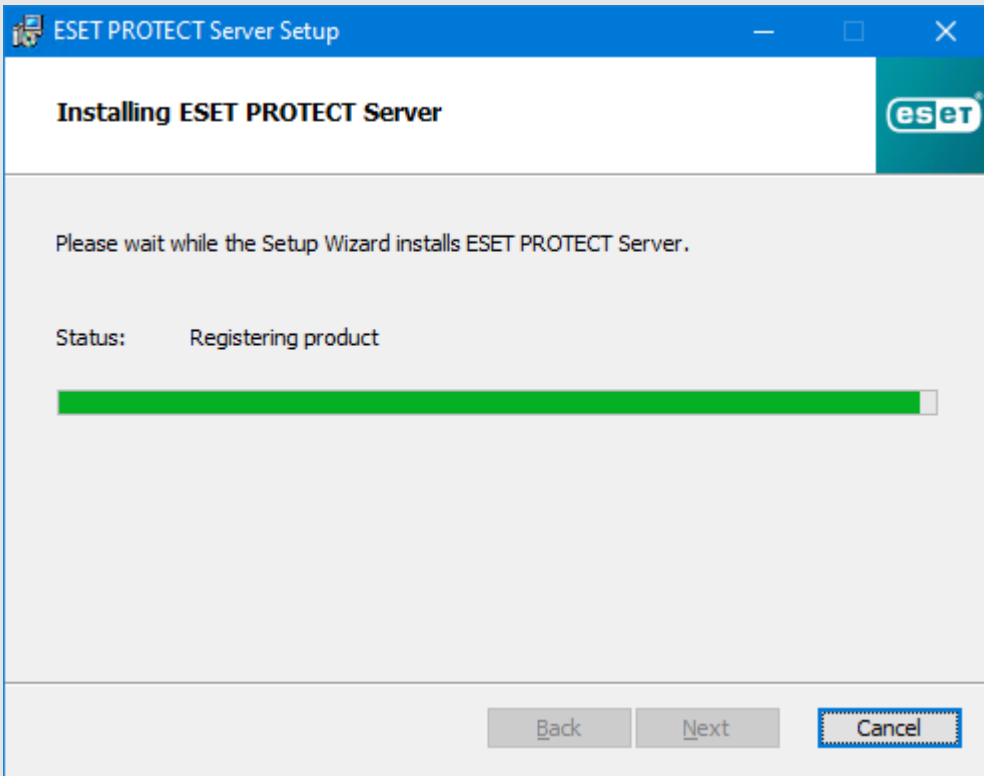 ESET PROTECT Server Setup
Installing ESET PROTECT Server
eseT®
Please wait while the Setup Wizard installs ESET PROTECT Server.
Status: Registering product
Back Next Cancel